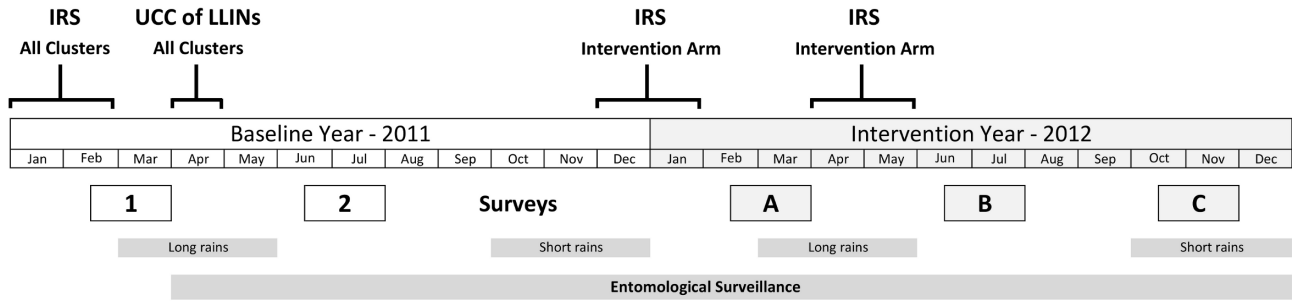 IRS UCC of LLINs IRS IRS
All Clusters All Clusters Intervention Arm Intervention Arm
Baseline Year - 2011 Intervention Year - 2012
Jan Feb Mar Apr May Jun Jul Aug Sep Oct Nov Dec Jan Feb Mar Apr May Jun Jul Aug Sep Oct Nov Dec
1 2 Surveys A B C
Long rains Short rains Long rains Short rains
Entomological Surveillance